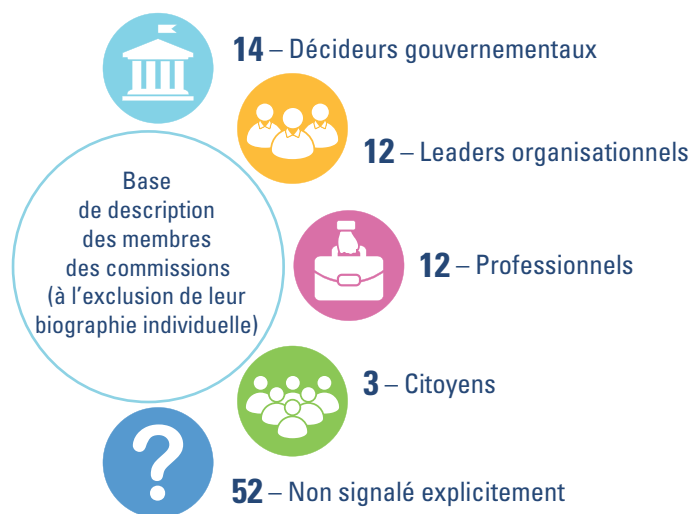 14 – Décideurs gouvernementaux
12 – Leaders organisationnels
Base
de description
des membres
des commissions
(à l’exclusion de leur
biographie individuelle)
12 – Professionnels
3 – Citoyens
52 – Non signalé explicitement